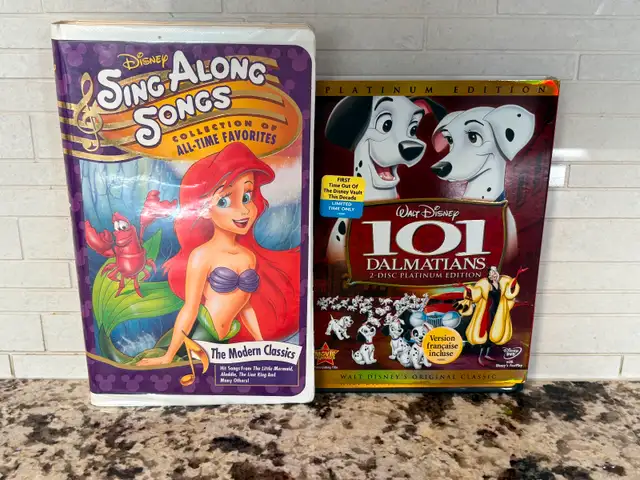 Disney
SING ALONG
SONGS
COLLECTION OF
ALL-TIME FAVORITES
The Modern Classics
Hit Songs From The Little Mermaid,
Aladdin, The Lion King And
Many Others!
PLATINUM EDITION
FIRST
Time Out Of
The Disney Vault
This Decade
LIMITED
TIME ONLY
WALT DISNEY
101
DALMATIANS
2-DISC PLATINUM EDITION
Version
française
incluse
WALT DISNEY'S ORIGINAL CLASSIC
Disney
DVD